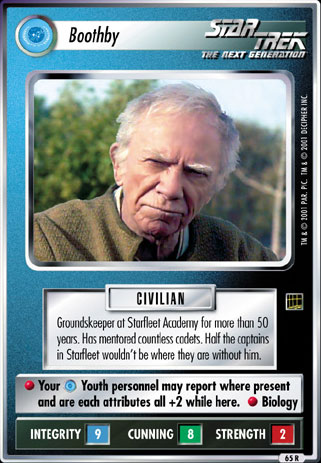 Boothby
STAR TREK
THE NEXT GENERATION
TM & © 2001 PAR. P.C. TM & © 2001 DECIPHER INC.
CIVILIAN
Groundskeeper at Starfleet Academy for more than 50
years. Has mentored countless cadets. Half the captains
in Starfleet wouldn't be where they are without him.
Your Youth personnel may report where present
and are each attributes all +2 while here. Biology
INTEGRITY 9 CUNNING 8 STRENGTH 2
65 R